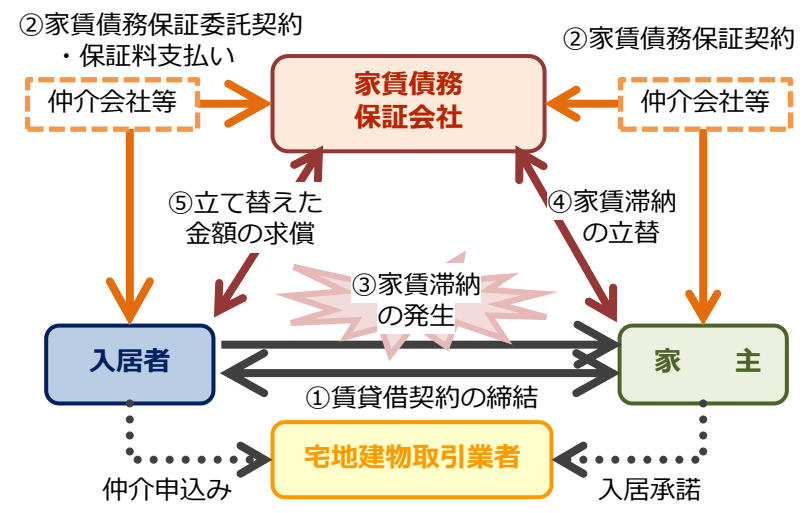 ②家賃債務保証委託契約
・保証料支払い
②家賃債務保証契約
仲介会社等
家賃債務
保証会社
仲介会社等
⑤立て替えた
金額の求償
④家賃滞納
の立替
③家賃滞納
の発生
入居者
家　主
①賃貸借契約の締結
宅地建物取引業者
仲介申込み
入居承諾